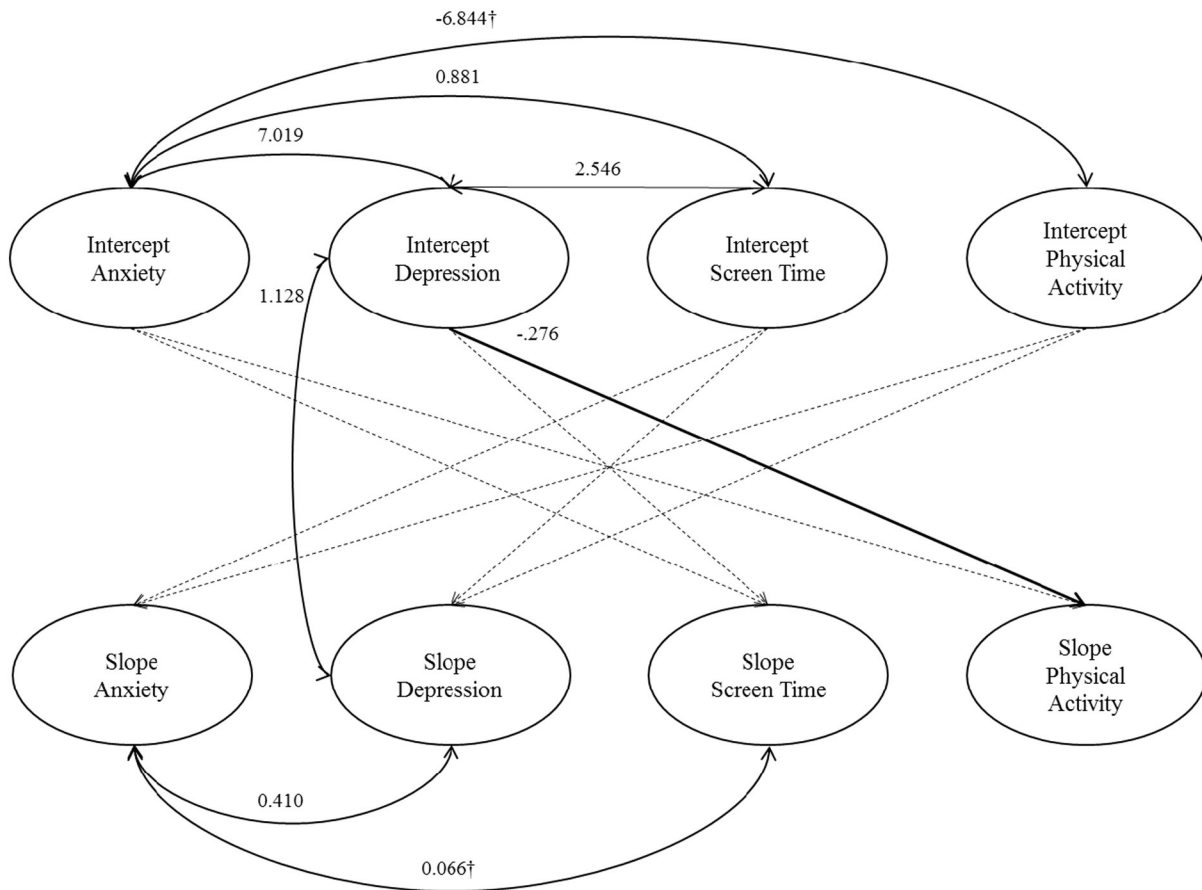 -6.844†
0.881
7.019
2.546
Intercept
Anxiety
Intercept
Depression
Intercept
Screen Time
Intercept
Physical
Activity
1.128
-.276
Slope
Anxiety
Slope
Depression
Slope
Screen Time
Slope
Physical
Activity
0.410
0.066†